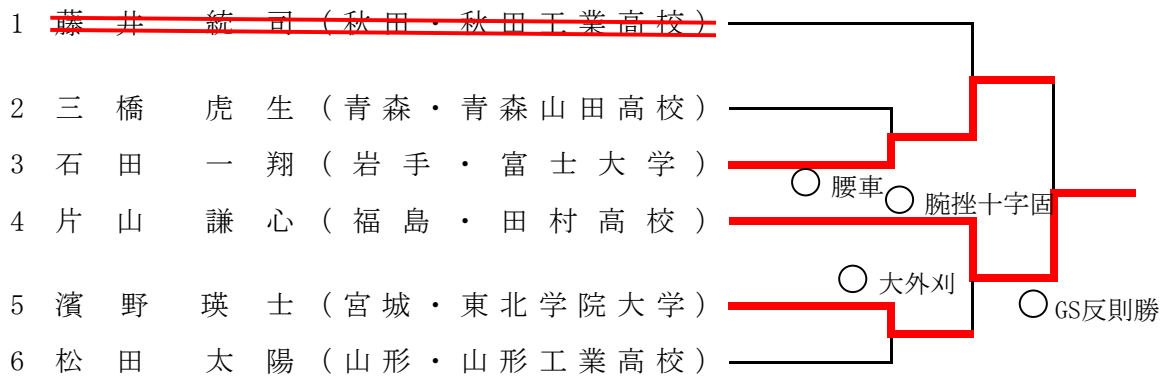 1 藤井 統司 (秋田・秋田工業高校)
2 三橋 虎生 (青森・青森山田高校)
3 石田 一翔 (岩手・富士大学)
○ 腰車
○ 腕挫十字固
4 片山 謙心 (福島・田村高校)
○ 大外刈
5 濱野 瑛士 (宮城・東北学院大学)
○ GS反則勝
6 松田 太陽 (山形・山形工業高校)